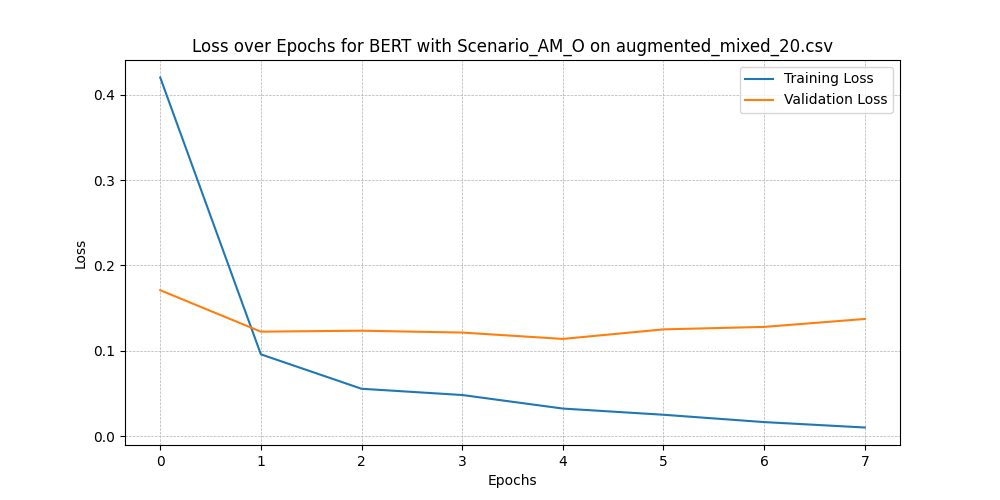 Loss over Epochs for BERT with Scenario_AM_O on augmented_mixed_20.csv
Training Loss
Validation Loss
0.4
0.3
0.2
0.1
0.0
Loss
0 1 2 3 4 5 6 7
Epochs